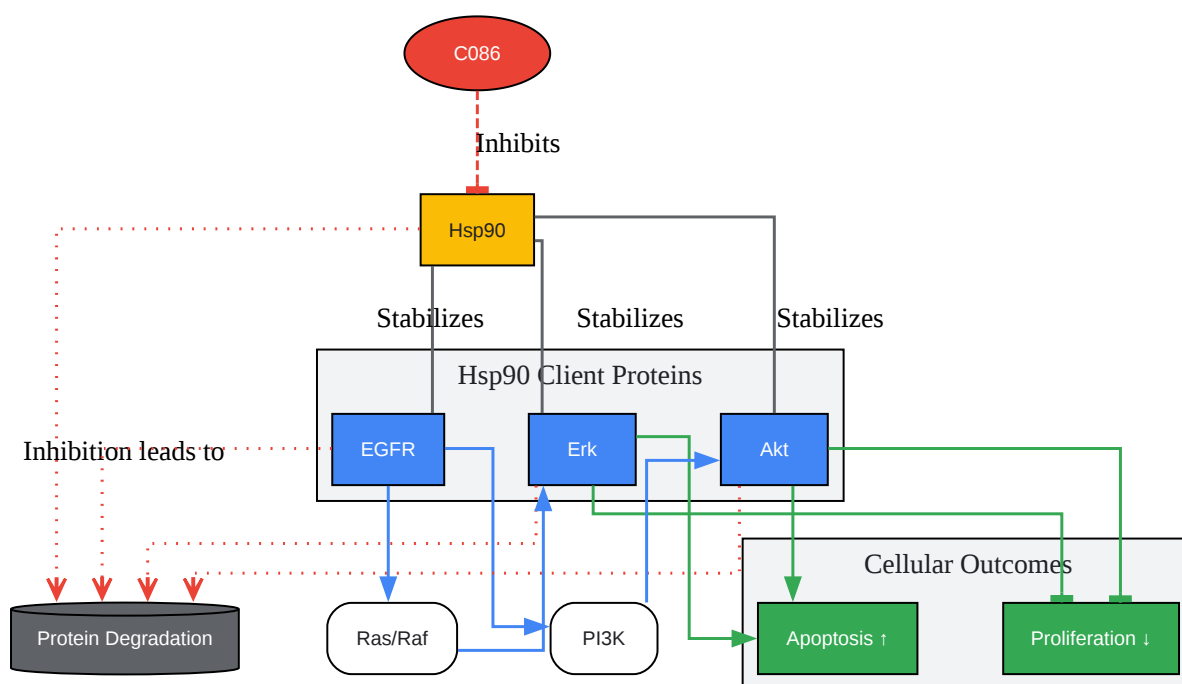 C086
Inhibits
Hsp90
Stabilizes
Stabilizes
Stabilizes
Hsp90 Client Proteins
EGFR
Erk
Akt
Inhibition leads to
Cellular Outcomes
Protein Degradation
Ras/Raf
PI3K
Apoptosis ↑
Proliferation ↓